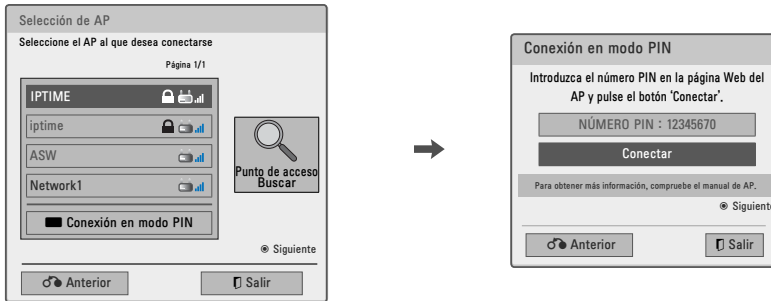 Selección de AP
Seleccione el AP al que desea conectarse
Página 1/1
IPTIME
iptime
ASW
Network1
Conexión en modo PIN
Punto de acceso
Buscar
Siguiente
Anterior
Salir
Conexión en modo PIN
Introduzca el número PIN en la página Web del
AP y pulse el botón ‘Conectar’.
NÚMERO PIN : 12345670
Conectar
Para obtener más información, compruebe el manual de AP.
Siguiente
Anterior
Salir